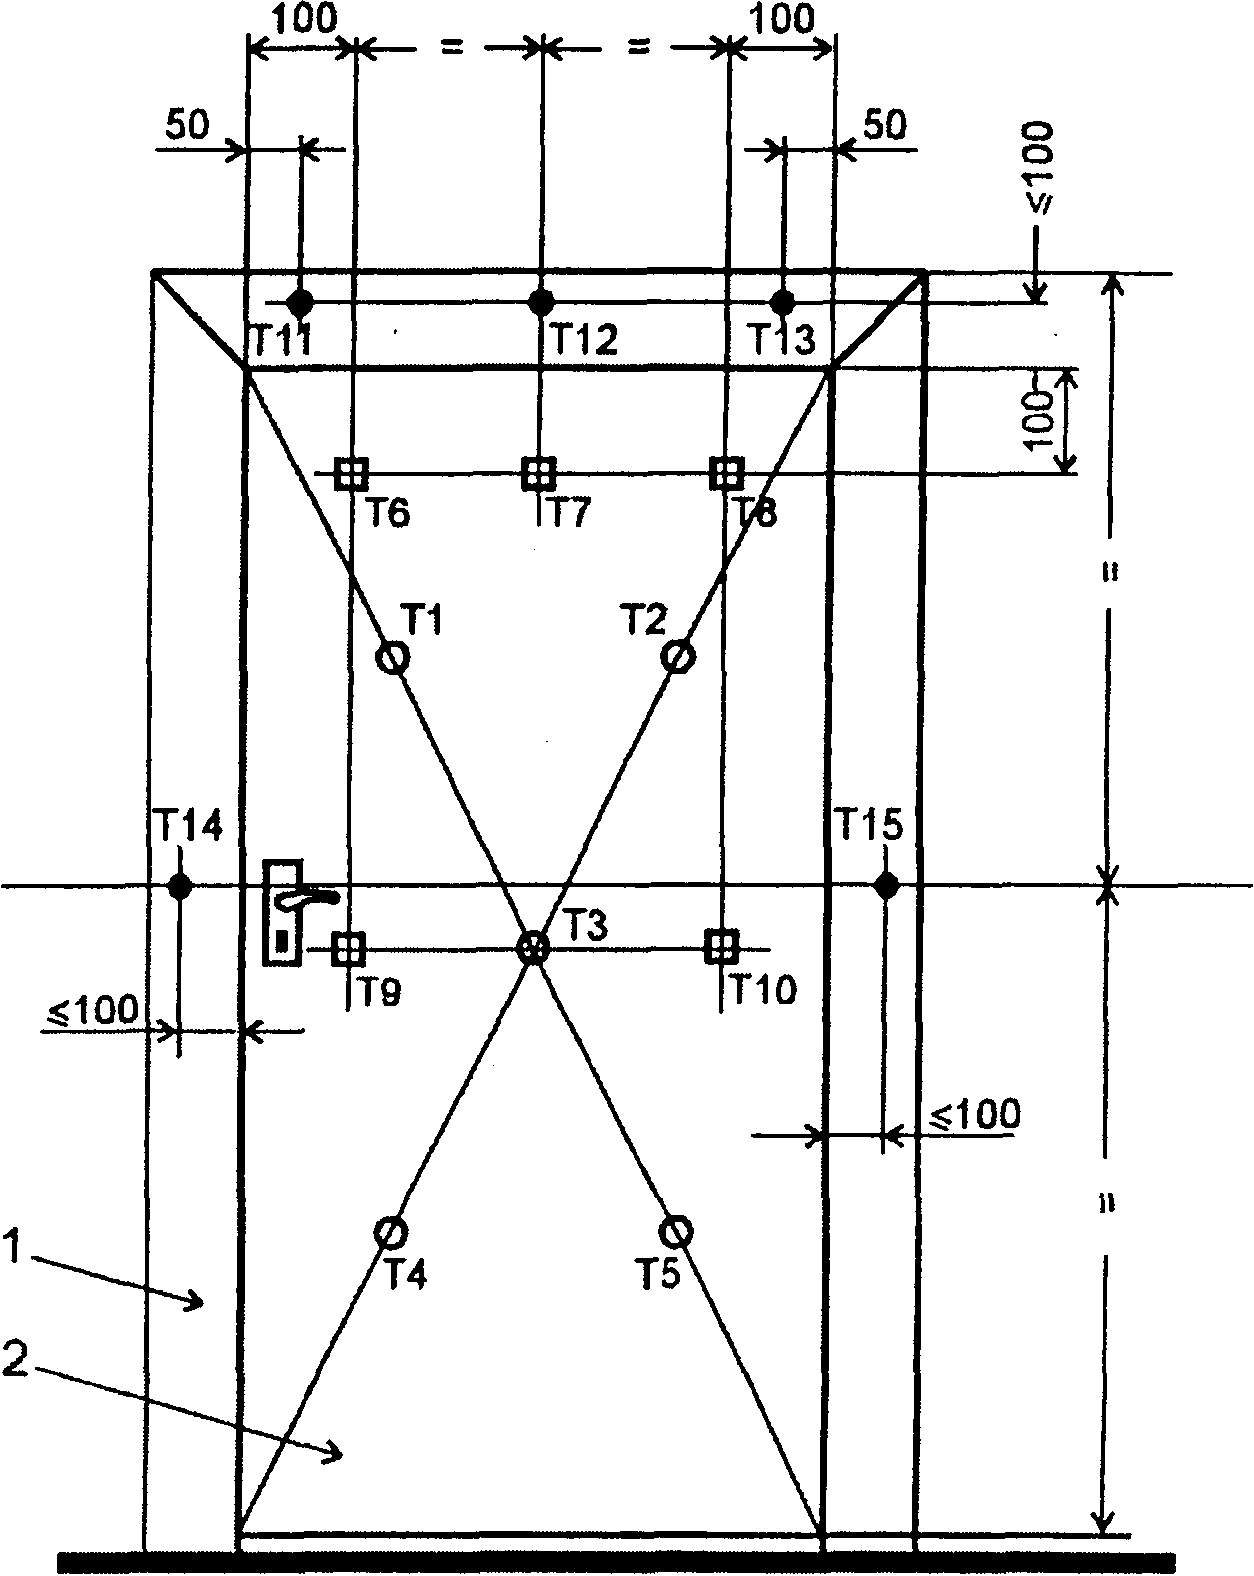 100 = = 100
50 50
≤100
T11 T12 T13
100
T6 T7 T8
=
T1 T2
T14 T15
T3
T9 T10
≤100
≤100
=
1
T4 T5
2